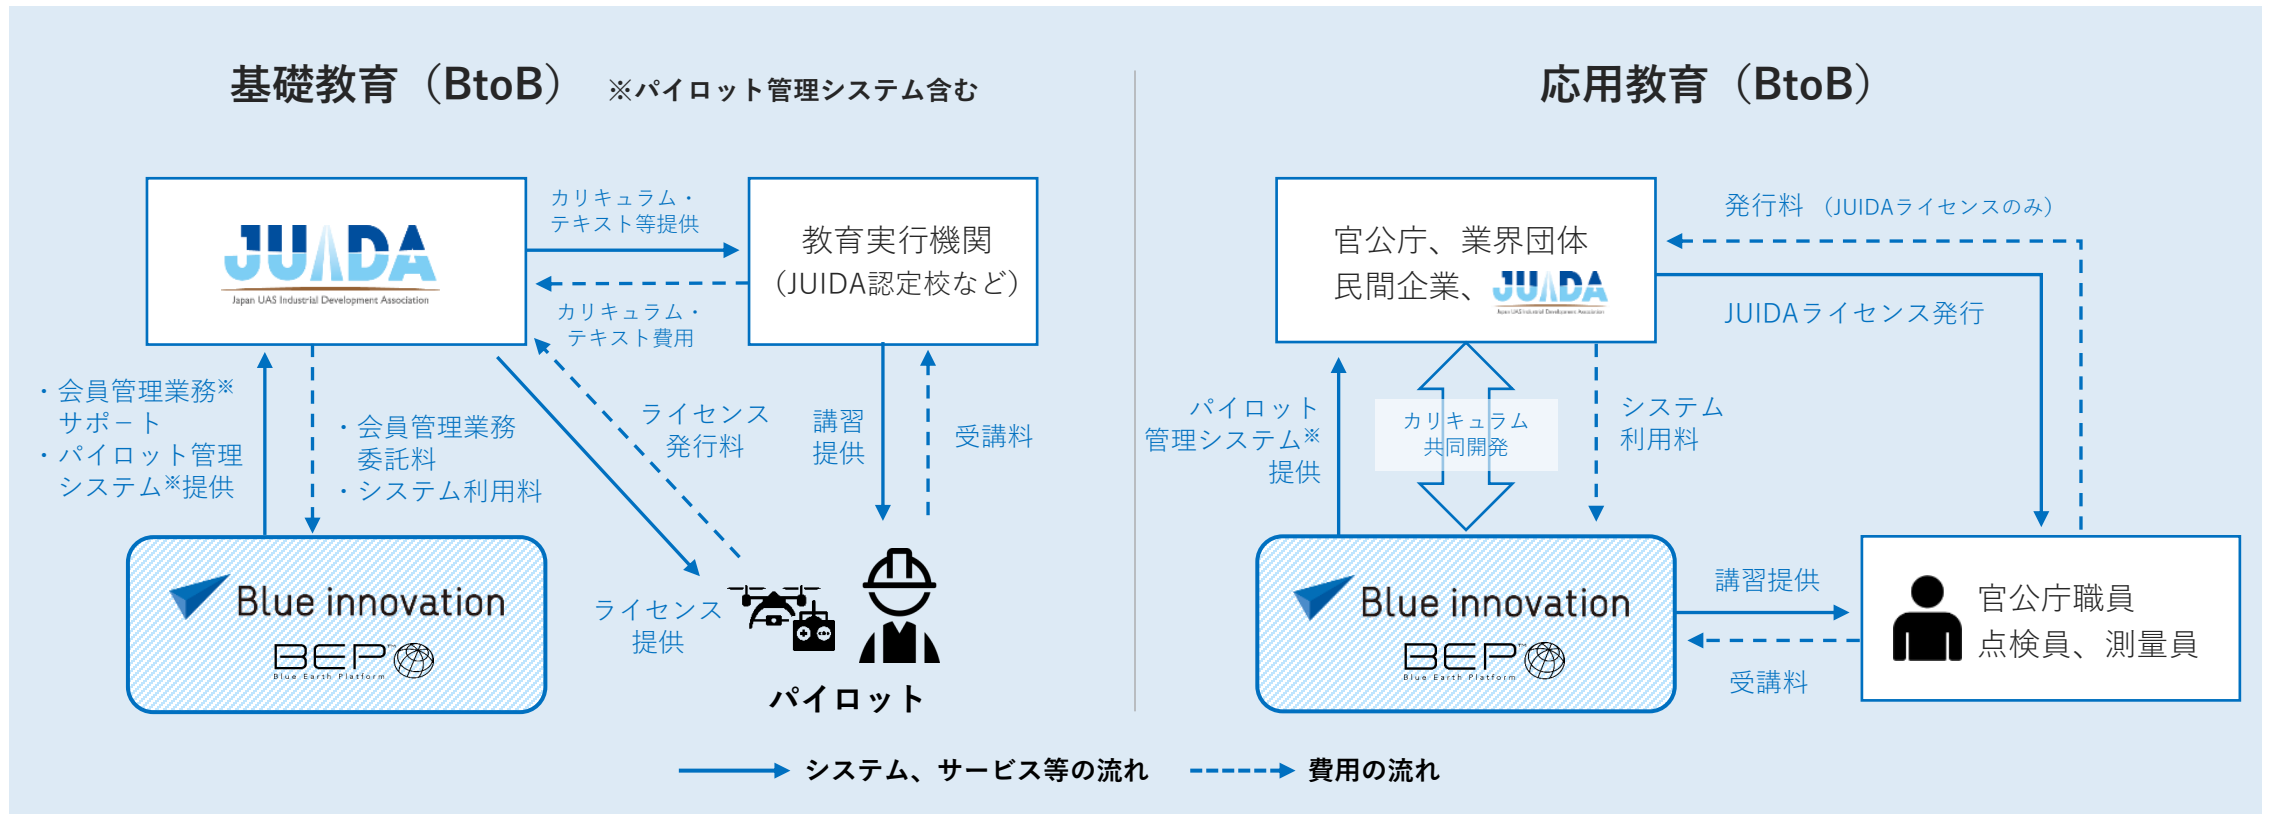 基礎教育（BtoB） ※パイロット管理システム含む
JUIDA
Japan UAS Industrial Development Association
カリキュラム・
テキスト等提供
カリキュラム・
テキスト費用
教育実行機関
（JUIDA認定校など）
・会員管理業務※
サポート
・パイロット管理
システム※提供
・会員管理業務
委託料
・システム利用料
ライセンス
発行料
講習
提供
受講料
ライセンス
提供
Blue innovation
BEP™
Blue Earth Platform
パイロット
応用教育（BtoB）
官公庁、業界団体
民間企業、JUIDA
Japan UAS Industrial Development Association
発行料（JUIDAライセンスのみ）
JUIDAライセンス発行
パイロット
管理システム※
提供
カリキュラム
共同開発
システム
利用料
Blue innovation
BEP™
Blue Earth Platform
講習提供
受講料
官公庁職員
点検員、測量員
システム、サービス等の流れ
費用の流れ